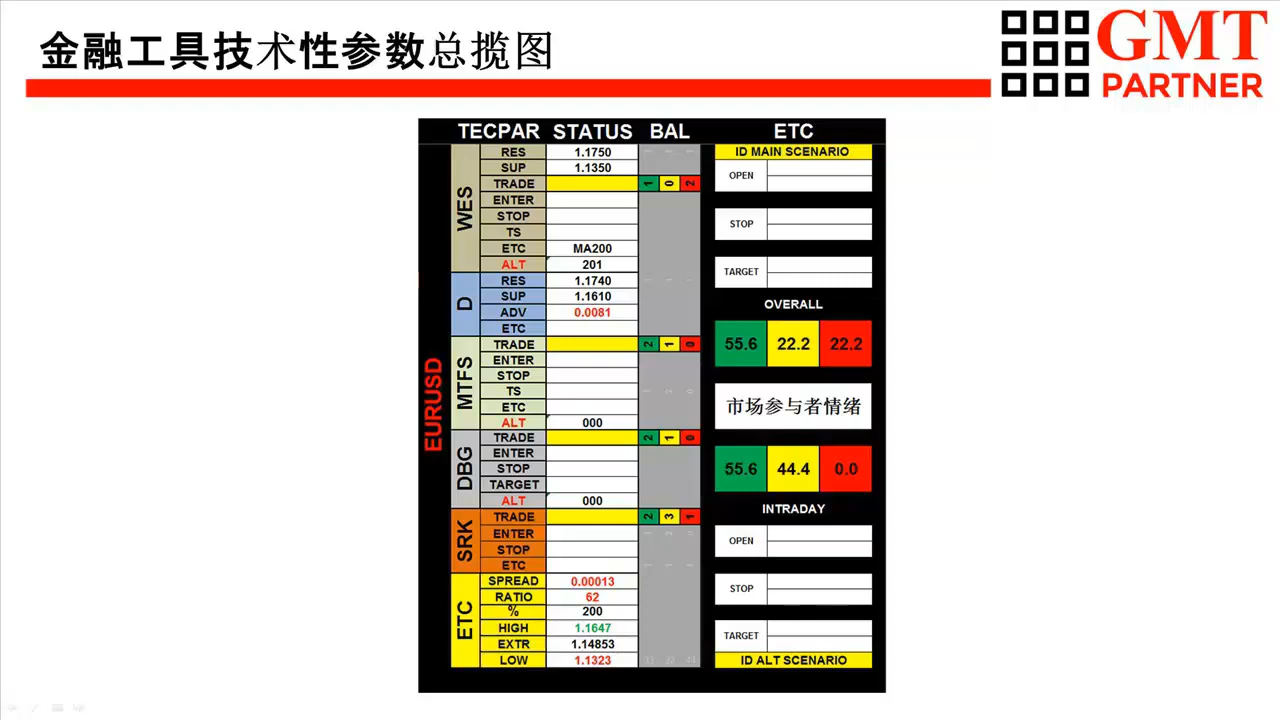 金融工具技术性参数总揽图
GMT
PARTNER
TECPAR STATUS BAL ETC
EURUSD
WES
RES 1.1750
SUP 1.1350
TRADE 1 0 2
ENTER
STOP
TS
ETC MA200
ALT 201
D
RES 1.1740
SUP 1.1610
ADV 0.0081
ETC
MTFS
TRADE 2 1 0
ENTER
STOP
TS
ETC
ALT 000
DBG
TRADE 2 1 0
ENTER
STOP
TARGET
ALT 000
SRK
TRADE 2 3 1
ENTER
STOP
ETC
ETC
SPREAD 0.00013
RATIO 62
% 200
HIGH 1.1647
EXTR 1.14853
LOW 1.1323
ID MAIN SCENARIO
OPEN
STOP
TARGET
OVERALL
55.6 22.2 22.2
市场参与者情绪
55.6 44.4 0.0
INTRADAY
OPEN
STOP
TARGET
ID ALT SCENARIO